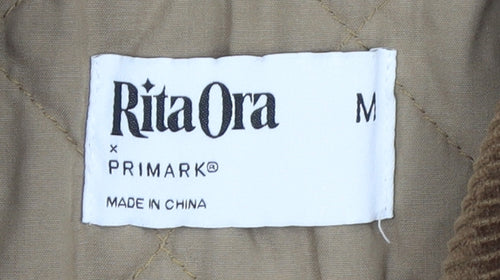 Rita Ora M
×
PRIMARK®
MADE IN CHINA